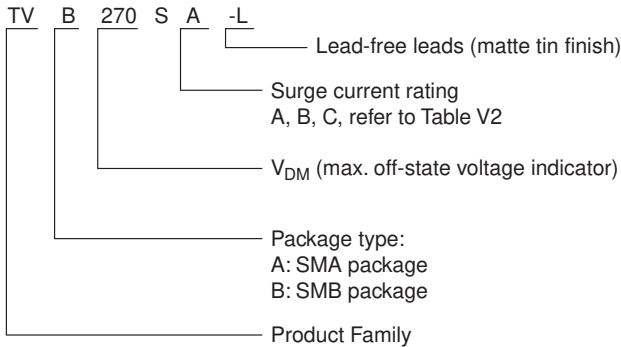 TV B 270 S A -L
Lead-free leads (matte tin finish)
Surge current rating
A, B, C, refer to Table V2
VDM (max. off-state voltage indicator)
Package type:
A: SMA package
B: SMB package
Product Family